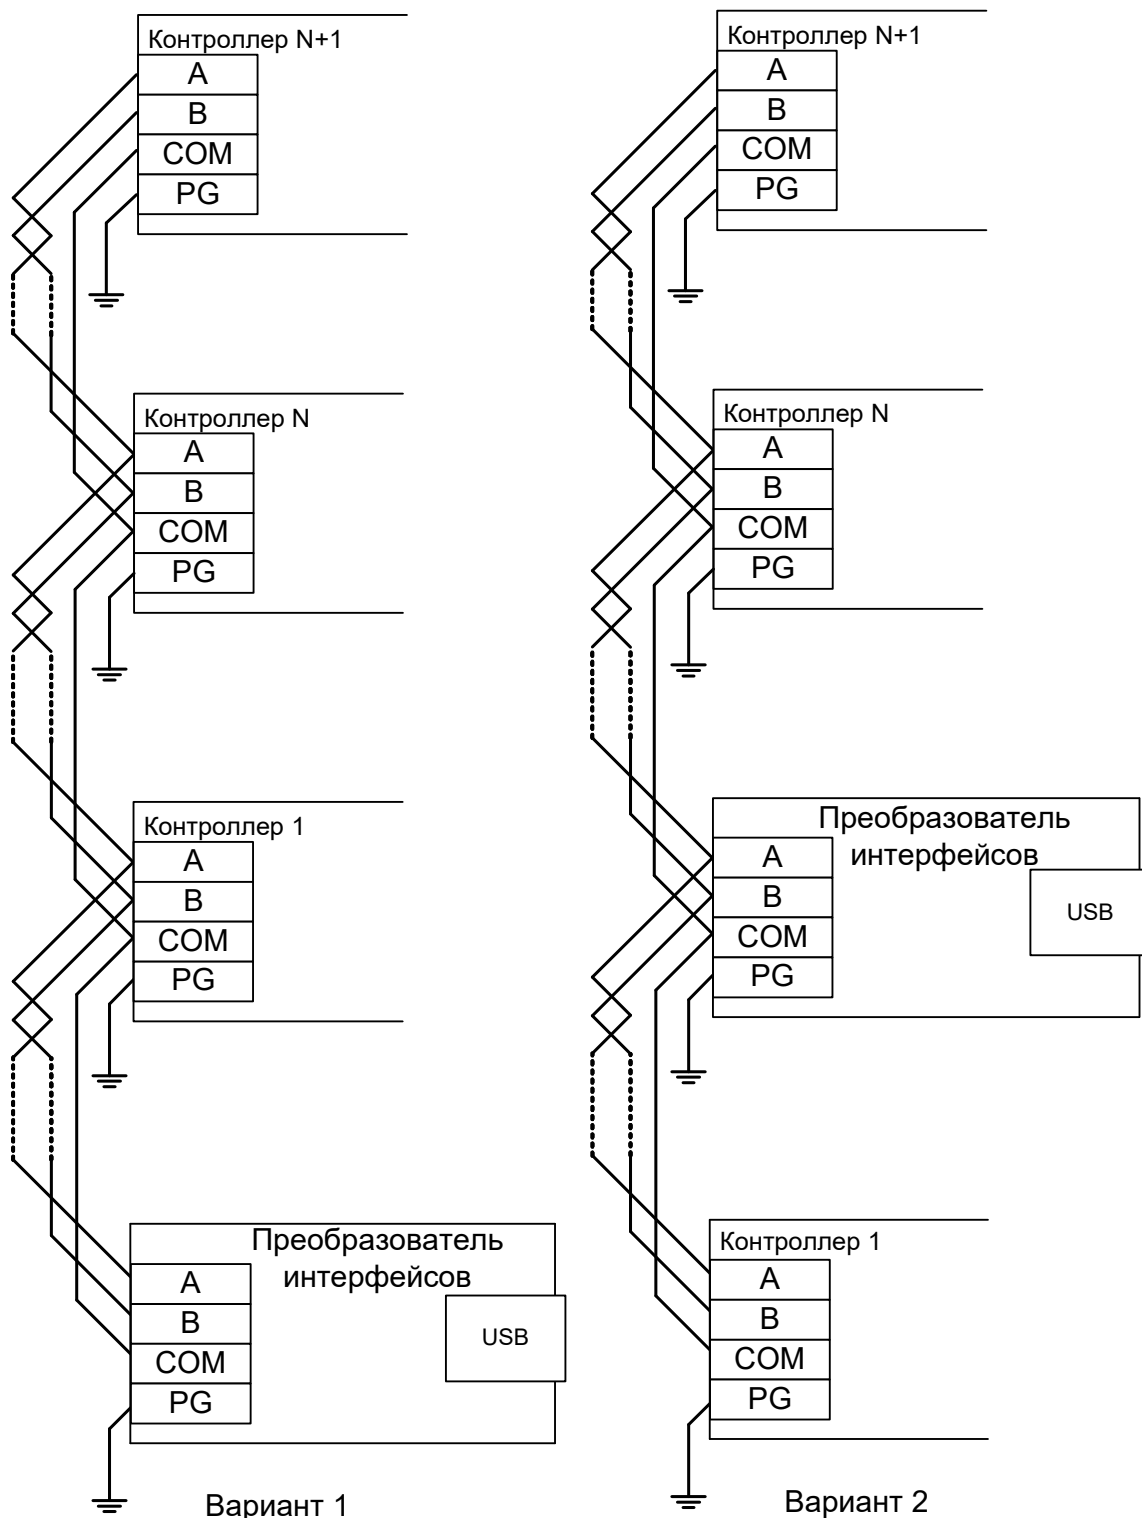 Контроллер N+1
A
B
COM
PG
Контроллер N
A
B
COM
PG
Контроллер 1
A
B
COM
PG
Преобразователь
интерфейсов
A
B
COM
PG
USB
Вариант 1
Контроллер N+1
A
B
COM
PG
Контроллер N
A
B
COM
PG
Преобразователь
интерфейсов
A
B
COM
PG
USB
Контроллер 1
A
B
COM
PG
Вариант 2